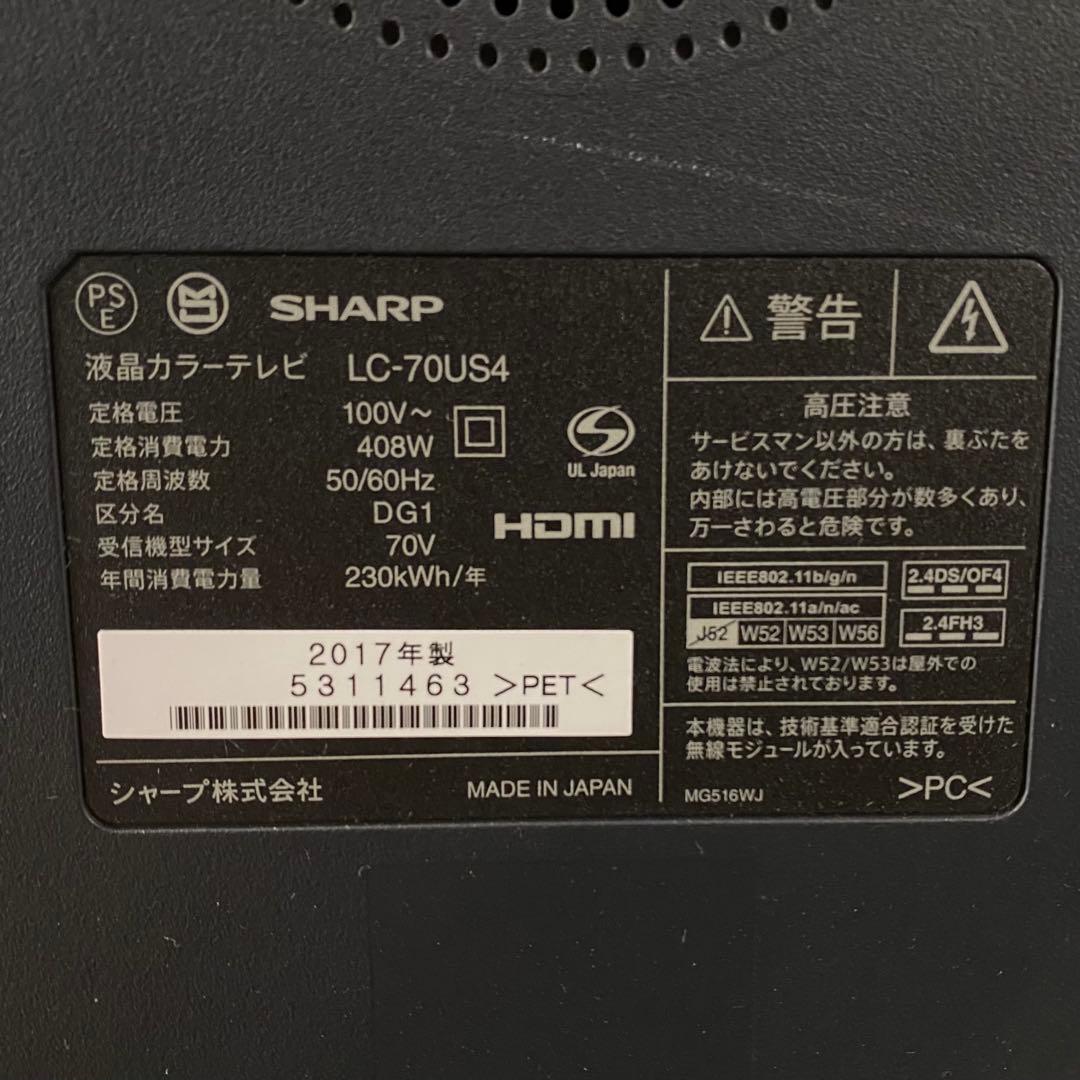 PS
E
SHARP
液晶カラーテレビ LC-70US4
定格電圧 100V～
定格消費電力 408W
定格周波数 50/60Hz
区分名 DG1
受信機型サイズ 70V
年間消費電力量 230kWh/年
UL Japan
HDMI
2017年製
5311463 >PET<
シャープ株式会社 MADE IN JAPAN
警告
高圧注意
サービスマン以外の方は、裏ぶたを
あけないでください。
内部には高電圧部分が数多くあり、
万一さわると危険です。
IEEE802.11b/g/n
IEEE802.11a/n/ac
J52 W52 W53 W56
2.4DS/OF4
2.4FH3
電波法により、W52/W53は屋外での
使用は禁止されております。
本機器は、技術基準適合認証を受けた
無線モジュールが入っています。
MG516WJ >PC<